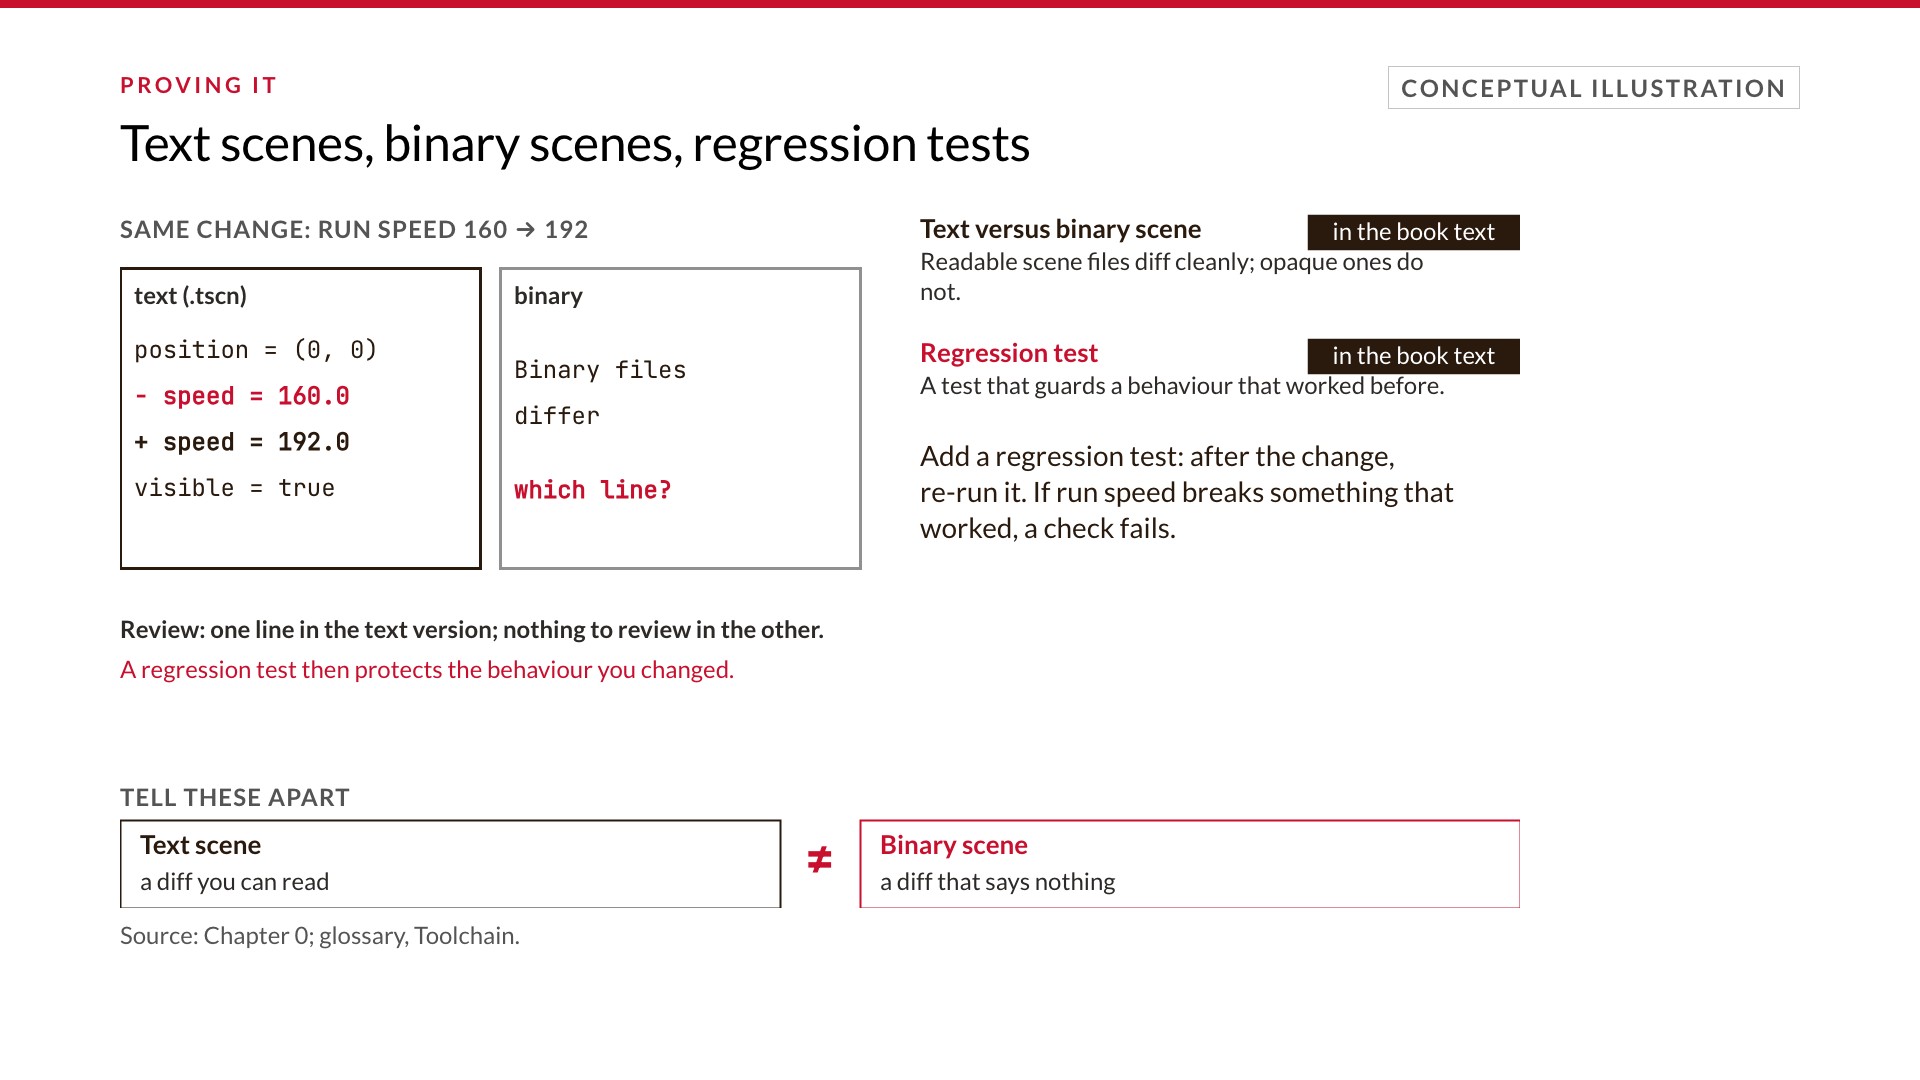 PROVING IT
CONCEPTUAL ILLUSTRATION
Text scenes, binary scenes, regression tests
SAME CHANGE: RUN SPEED 160 → 192
text (.tscn)
position = (0, 0)
- speed = 160.0
+ speed = 192.0
visible = true
binary
Binary files
differ
which line?
Review: one line in the text version; nothing to review in the other.
A regression test then protects the behaviour you changed.
Text versus binary scene
in the book text
Readable scene files diff cleanly; opaque ones do
not.
Regression test
in the book text
A test that guards a behaviour that worked before.
Add a regression test: after the change,
re-run it. If run speed breaks something that
worked, a check fails.
TELL THESE APART
Text scene
a diff you can read
≠
Binary scene
a diff that says nothing
Source: Chapter 0; glossary, Toolchain.